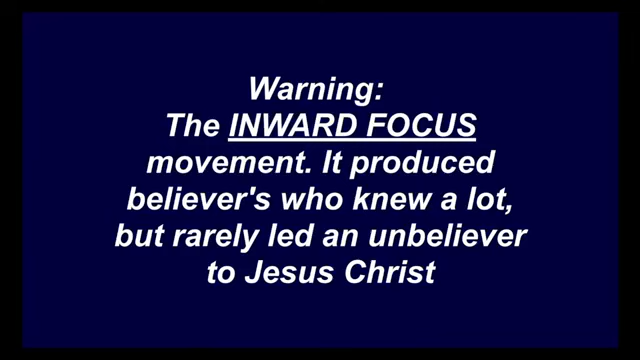 Warning:
The INWARD FOCUS
movement. It produced
believer's who knew a lot,
but rarely led an unbeliever
to Jesus Christ